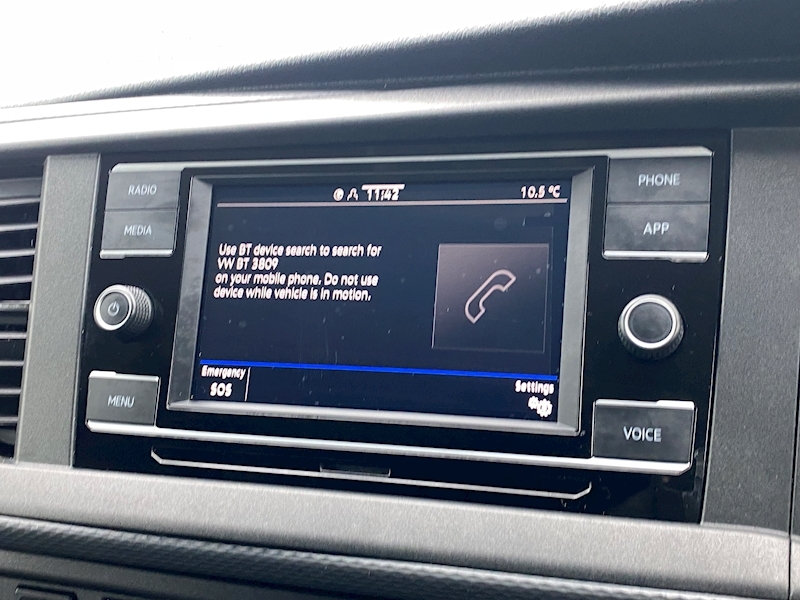 RADIO
MEDIA
MENU
11:42
10.5 °C
Use BT device search to search for
VW BT 3809
on your mobile phone. Do not use
device while vehicle is in motion.
Emergency
SOS
Settings
PHONE
APP
VOICE